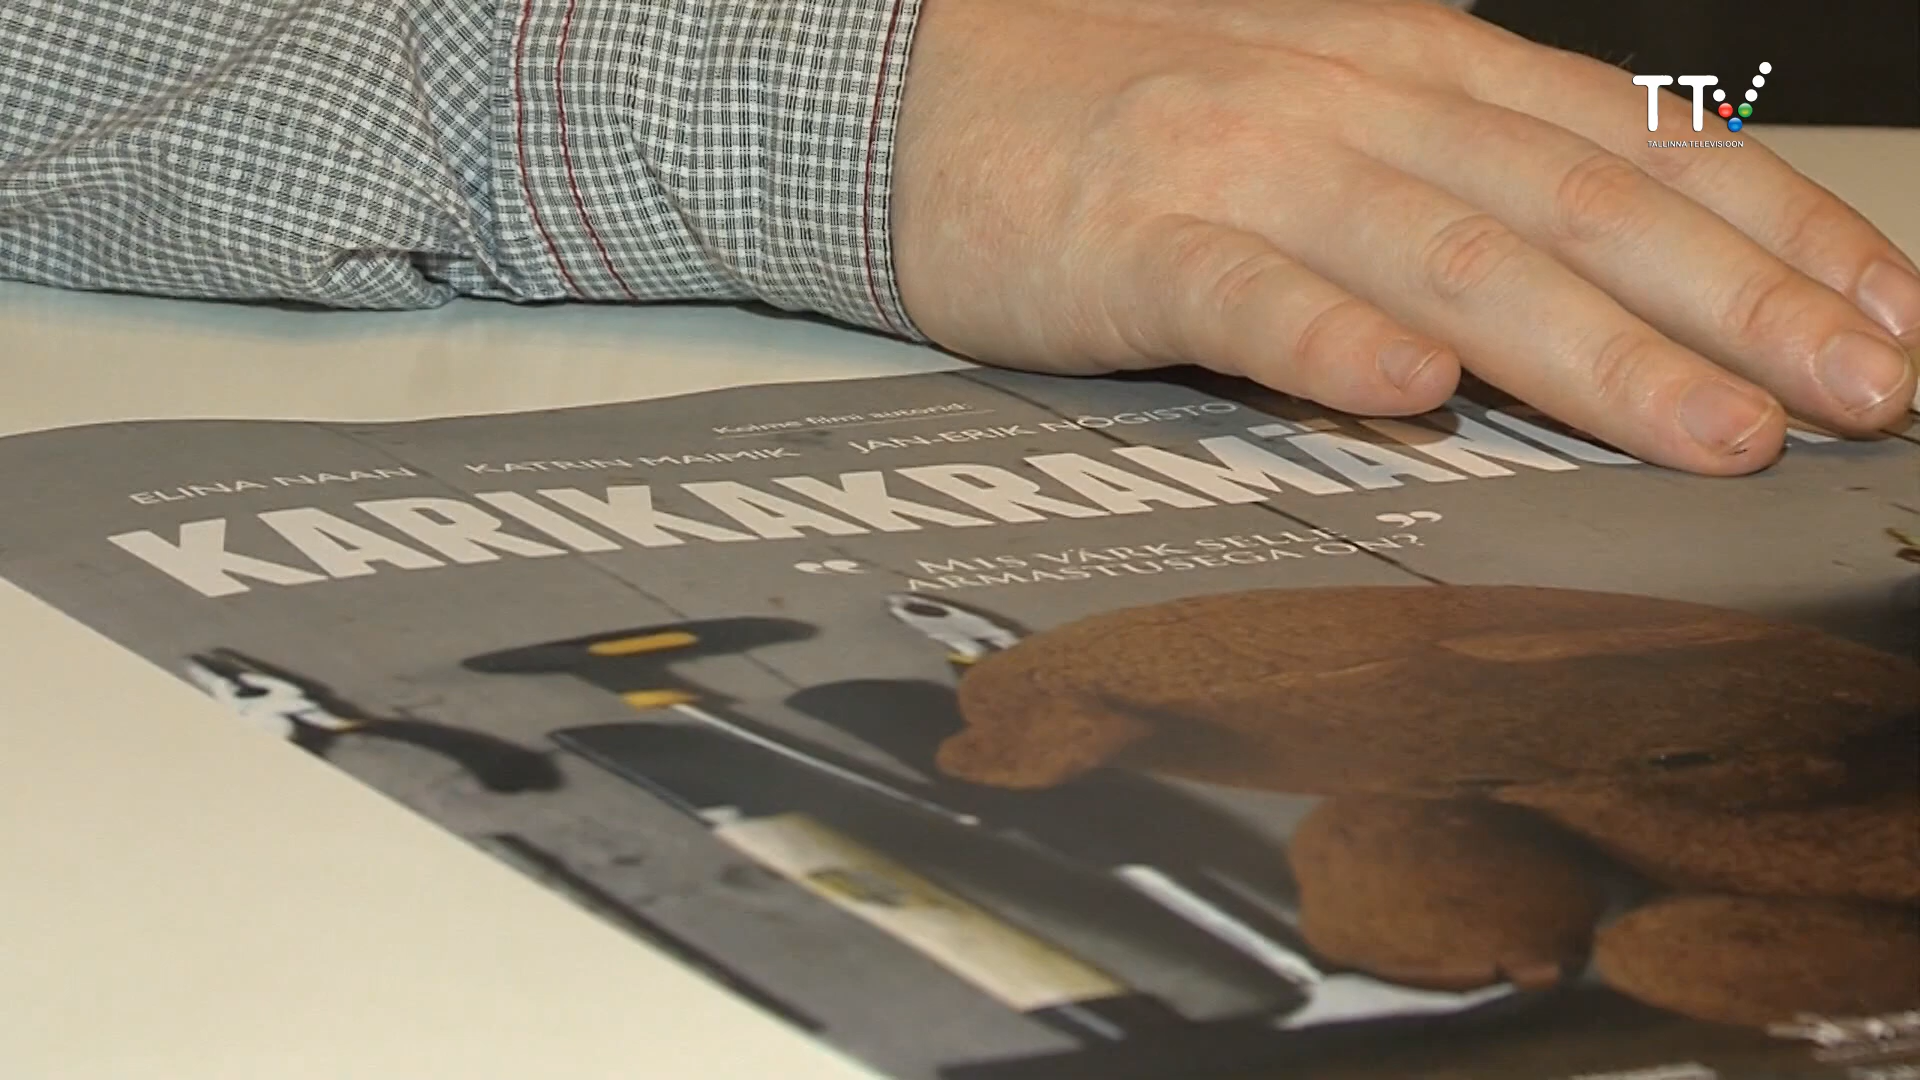 TTV
TALLINNA TELEVISIOON
Kolme filmi autorid:
ELINA NAAN KATRIN MAIMIK JAN-ERIK NÕGISTO
KARIKAKRAMÄNG
“ MIS VÄRK SELLE ”
ARMASTUSEGA ON?